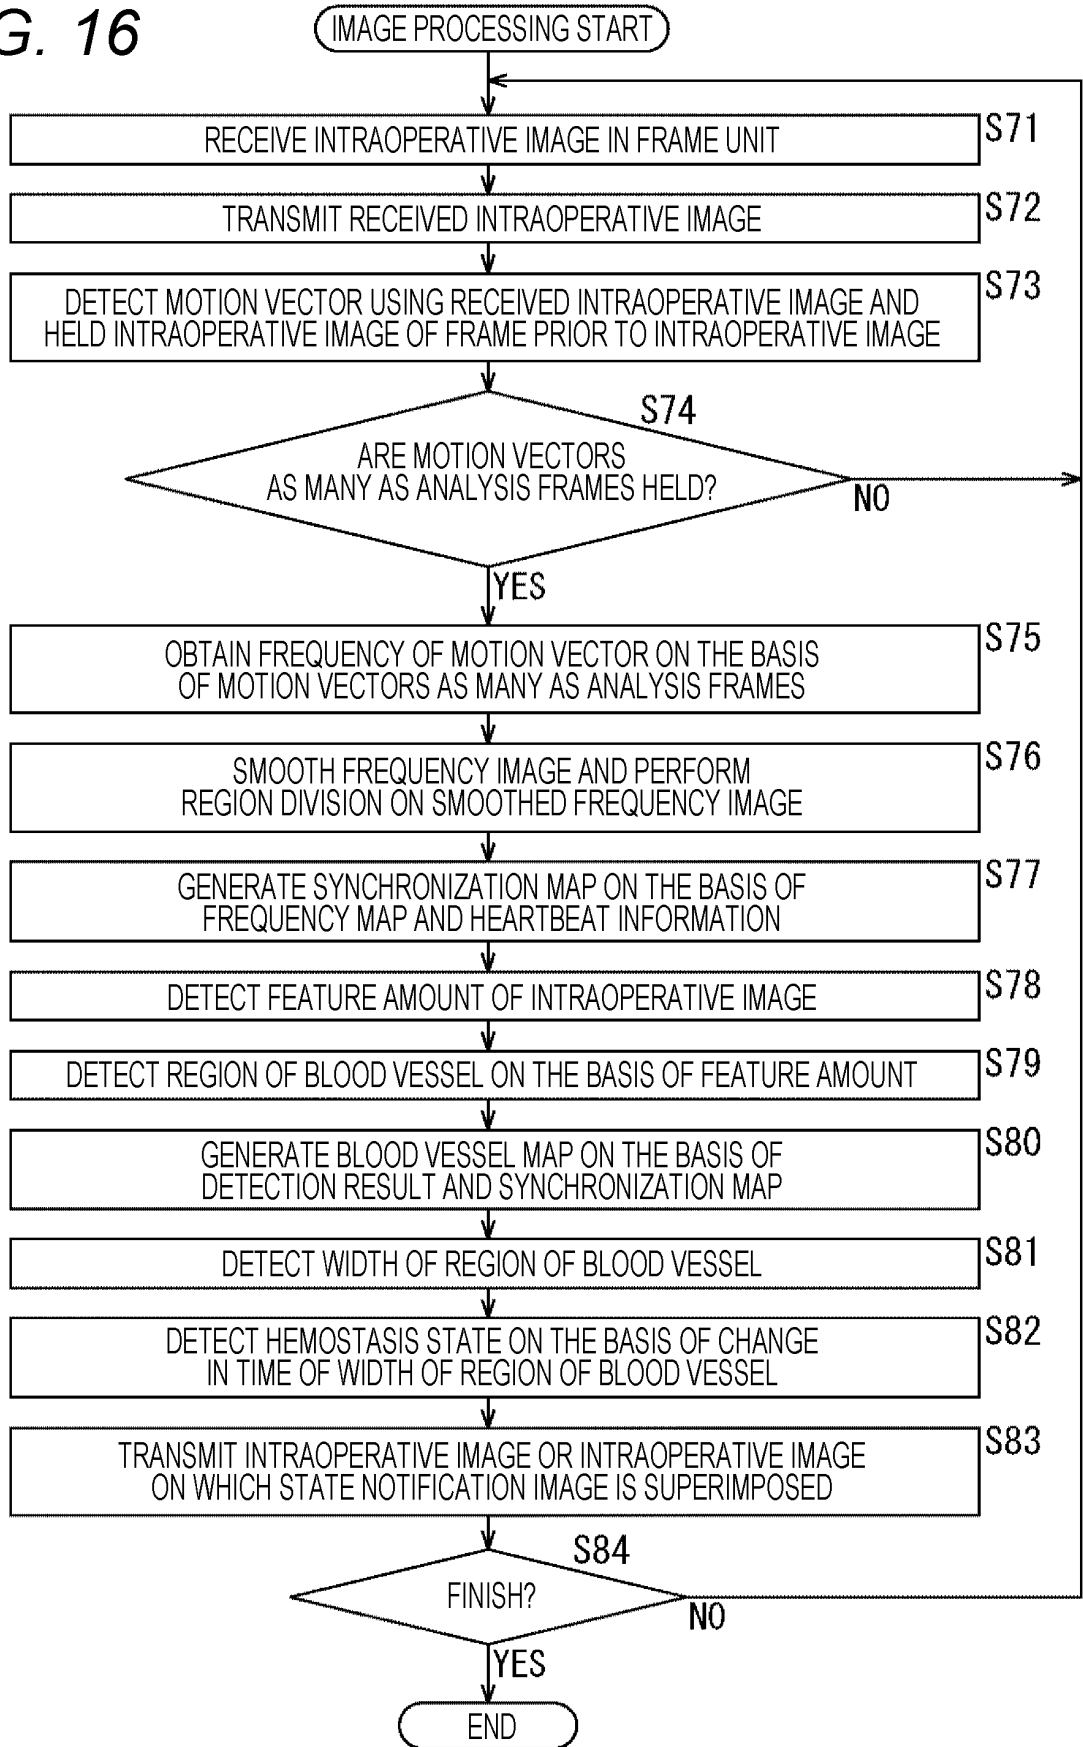 G. 16
IMAGE PROCESSING START
RECEIVE INTRAOPERATIVE IMAGE IN FRAME UNIT
S71
TRANSMIT RECEIVED INTRAOPERATIVE IMAGE
S72
DETECT MOTION VECTOR USING RECEIVED INTRAOPERATIVE IMAGE AND
HELD INTRAOPERATIVE IMAGE OF FRAME PRIOR TO INTRAOPERATIVE IMAGE
S73
S74
ARE MOTION VECTORS
AS MANY AS ANALYSIS FRAMES HELD?
NO
YES
OBTAIN FREQUENCY OF MOTION VECTOR ON THE BASIS
OF MOTION VECTORS AS MANY AS ANALYSIS FRAMES
S75
SMOOTH FREQUENCY IMAGE AND PERFORM
REGION DIVISION ON SMOOTHED FREQUENCY IMAGE
S76
GENERATE SYNCHRONIZATION MAP ON THE BASIS OF
FREQUENCY MAP AND HEARTBEAT INFORMATION
S77
DETECT FEATURE AMOUNT OF INTRAOPERATIVE IMAGE
S78
DETECT REGION OF BLOOD VESSEL ON THE BASIS OF FEATURE AMOUNT
S79
GENERATE BLOOD VESSEL MAP ON THE BASIS OF
DETECTION RESULT AND SYNCHRONIZATION MAP
S80
DETECT WIDTH OF REGION OF BLOOD VESSEL
S81
DETECT HEMOSTASIS STATE ON THE BASIS OF CHANGE
IN TIME OF WIDTH OF REGION OF BLOOD VESSEL
S82
TRANSMIT INTRAOPERATIVE IMAGE OR INTRAOPERATIVE IMAGE
ON WHICH STATE NOTIFICATION IMAGE IS SUPERIMPOSED
S83
S84
FINISH?
NO
YES
END